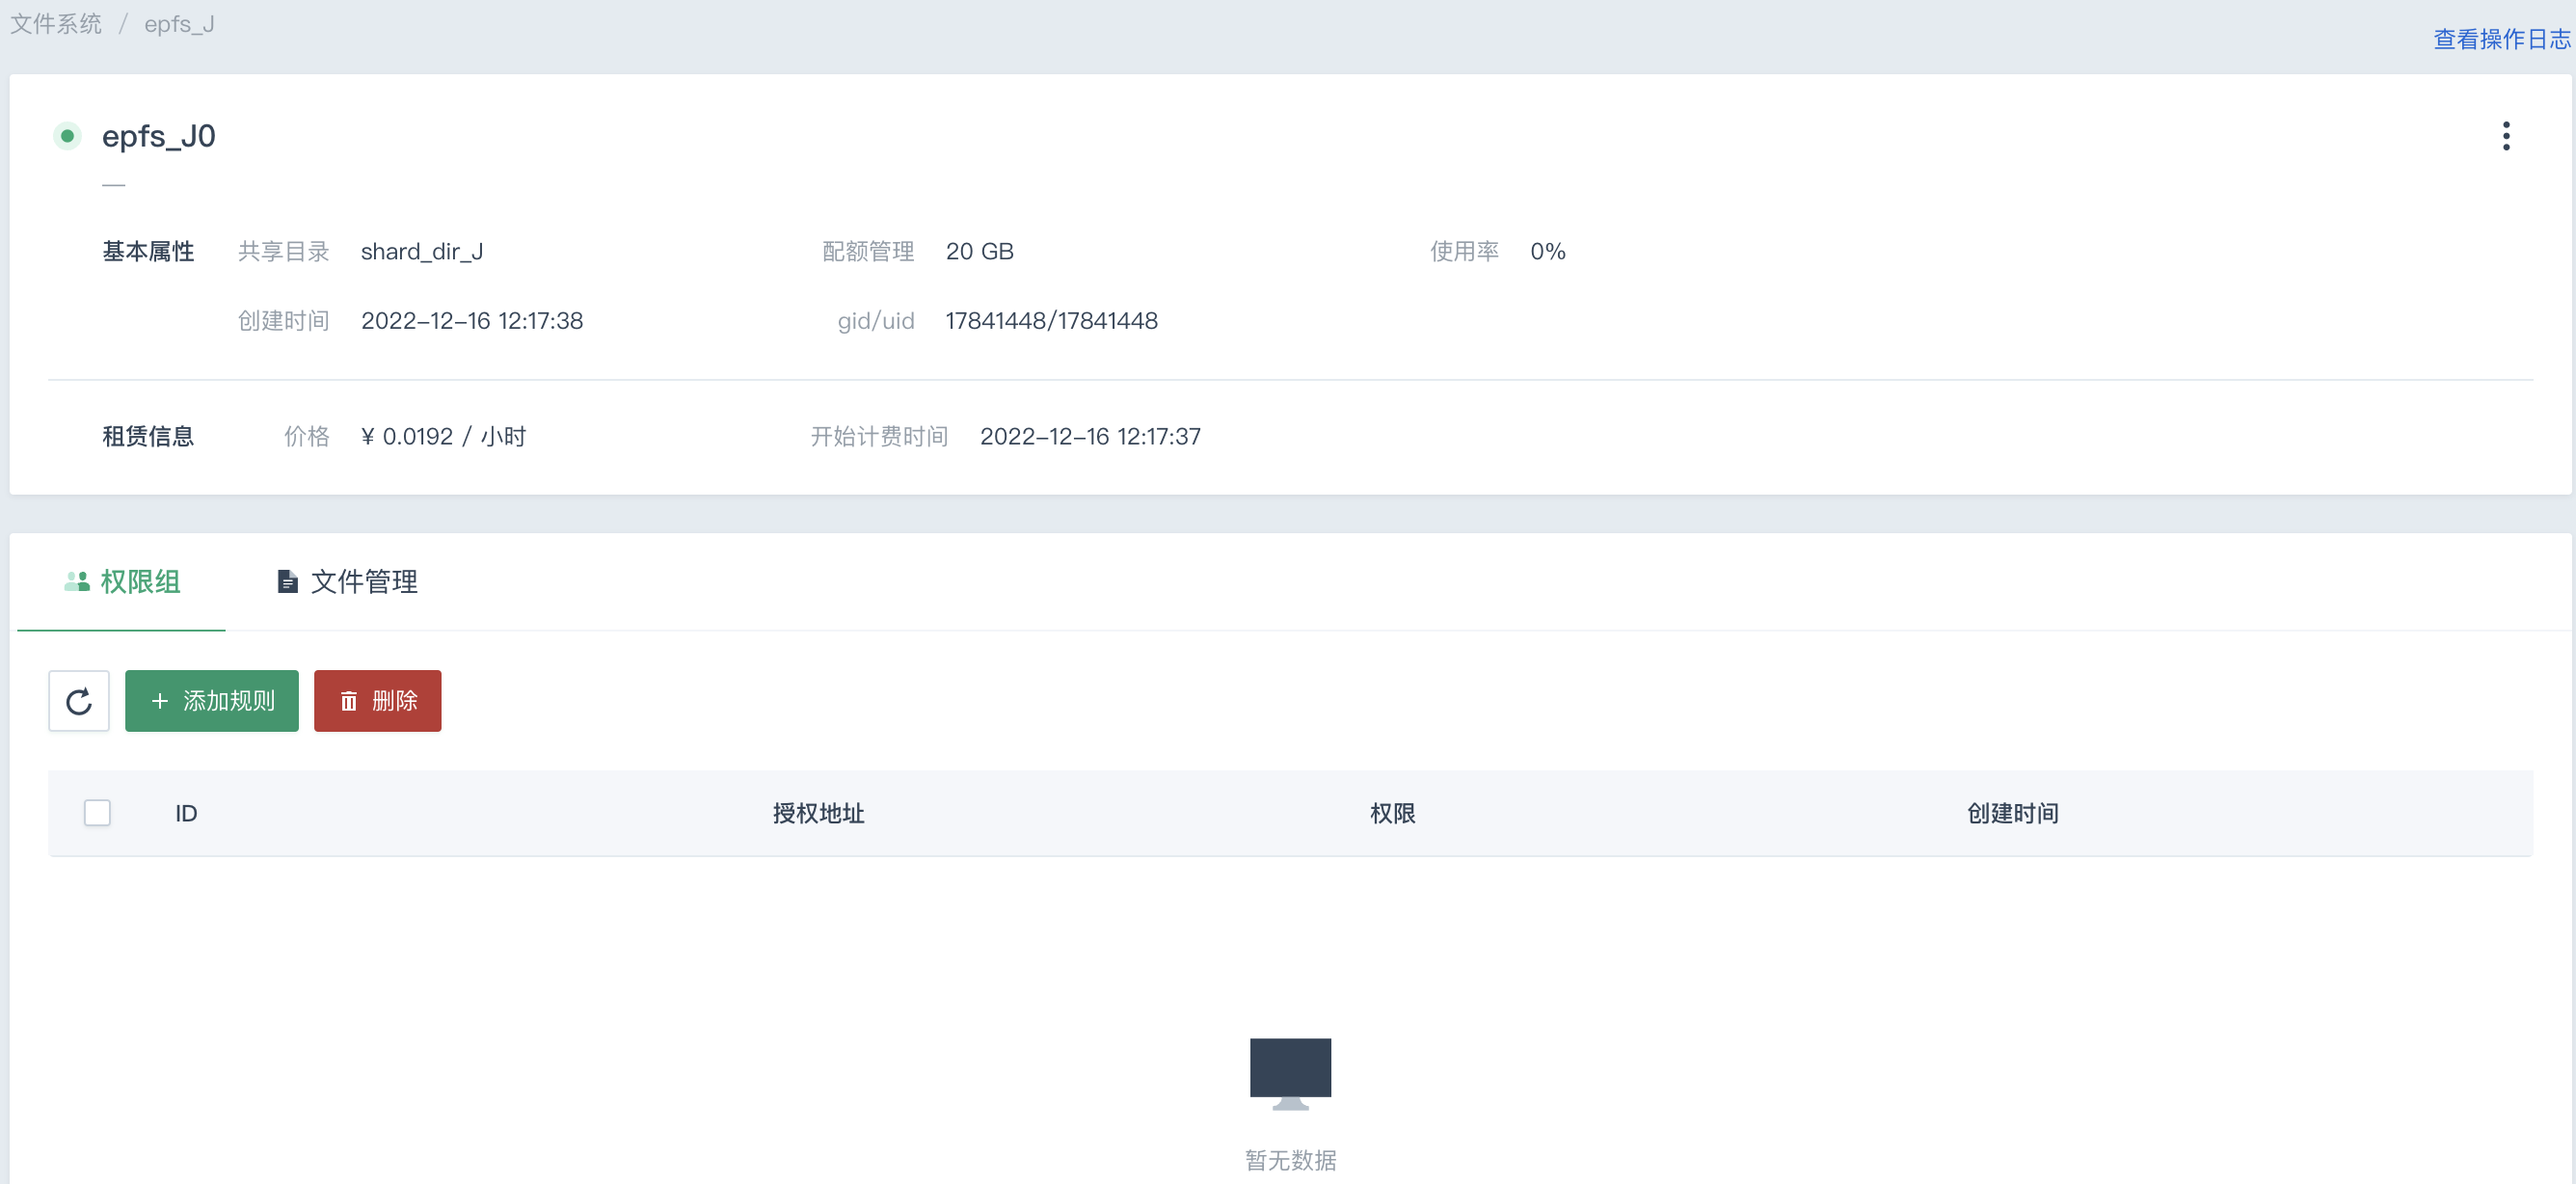 文件系统 / epfs_J
查看操作日志
epfs_J0
—
基本属性 共享目录 shard_dir_J 配额管理 20 GB 使用率 0%
创建时间 2022-12-16 12:17:38 gid/uid 17841448/17841448
租赁信息 价格 ¥ 0.0192 / 小时 开始计费时间 2022-12-16 12:17:37
权限组 文件管理
+ 添加规则 删除
ID 授权地址 权限 创建时间
暂无数据